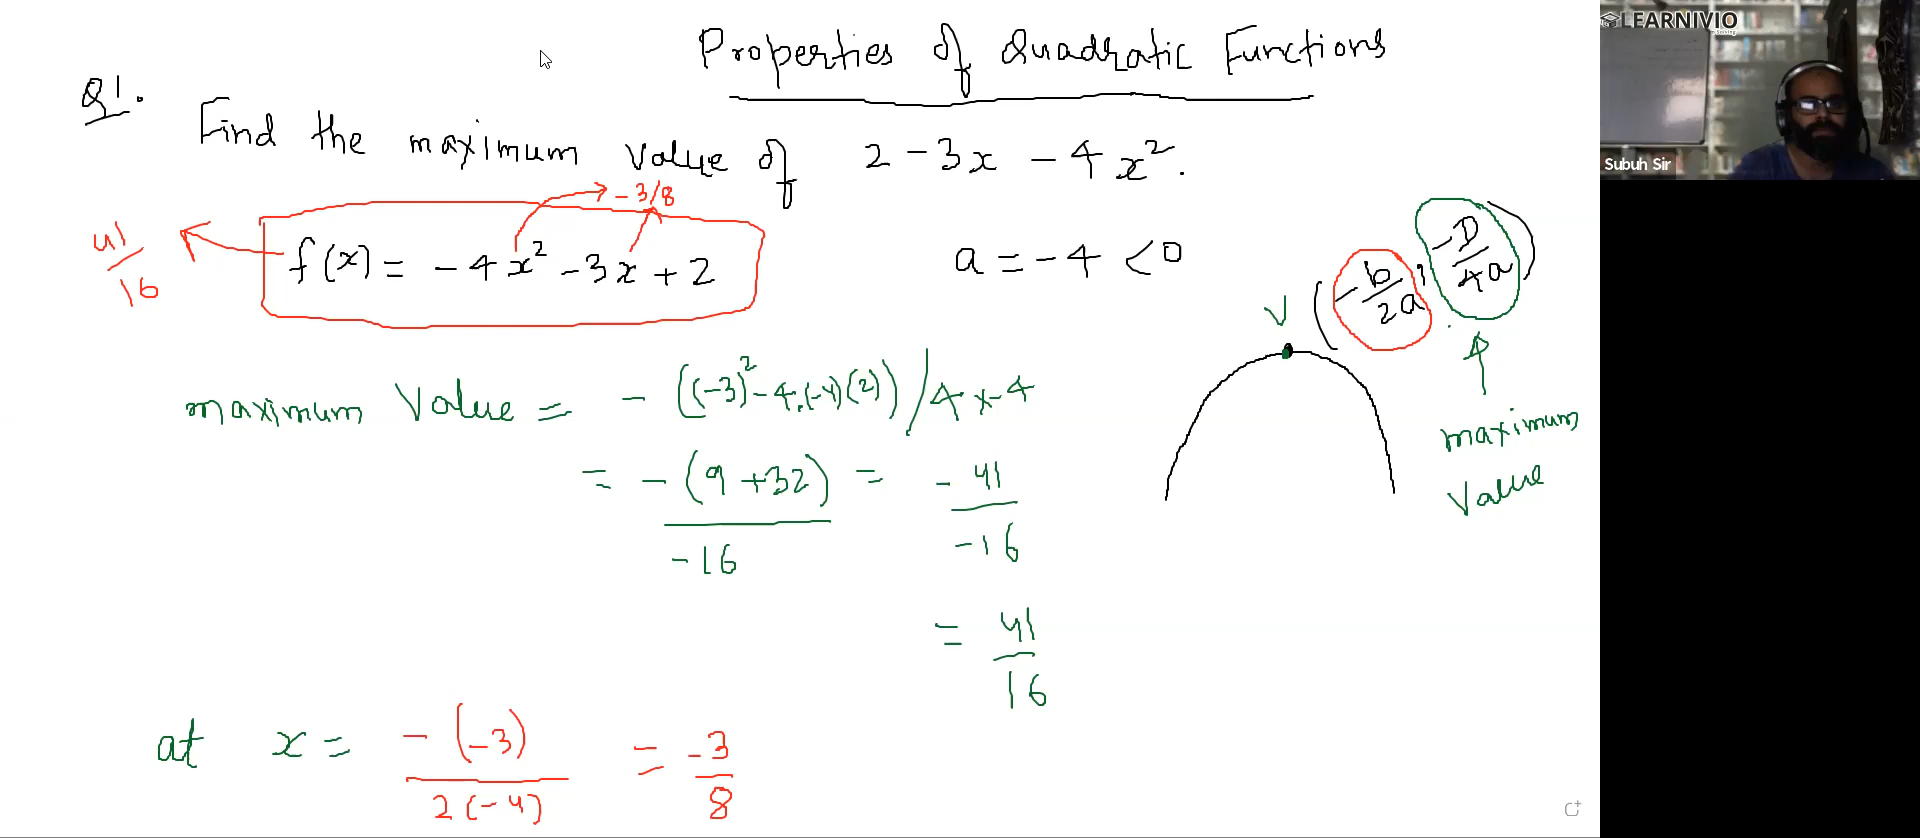 Properties of Quadratic Functions
Q1. Find the maximum value of 2 - 3x - 4x².
-3/8
41/16
f(x) = -4x² - 3x + 2
a = -4 < 0
V (-b/2a, -D/4a)
maximum value = -((-3)² - 4.(-4)(2))/4x-4
= -(9+32)/-16 = -41/-16
= 41/16
maximum
value
at x = -(-3)/2(-4) = -3/8
LEARNIVIO
Subuh Sir